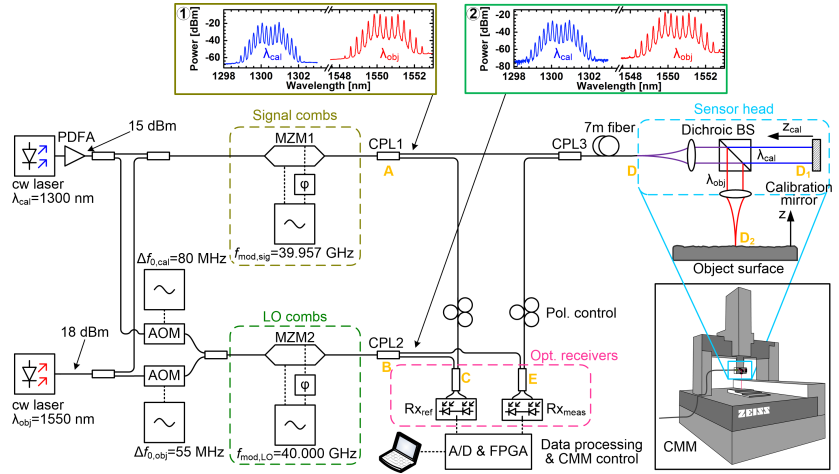 ①
Power [dBm]
-20
-40
-60
λcal
λobj
1298 1300 1302 1548 1550 1552
Wavelength [nm]
②
Power [dBm]
-20
-40
-60
-80
λcal
λobj
1298 1300 1302 1548 1550 1552
Wavelength [nm]
PDFA
15 dBm
cw laser
λcal=1300 nm
Signal combs
MZM1
φ
fmod,sig=39.957 GHz
CPL1
A
CPL3
7m fiber
Sensor head
Dichroic BS
zcal
λcal
λobj
D
D1
D2
Calibration
mirror
z
Object surface
Δf0,cal=80 MHz
AOM
18 dBm
AOM
cw laser
λobj=1550 nm
Δf0,obj=55 MHz
LO combs
MZM2
φ
fmod,LO=40.000 GHz
CPL2
B
Pol. control
Opt. receivers
C
E
Rxref
Rxmeas
A/D & FPGA
Data processing
& CMM control
ZEISS
CMM